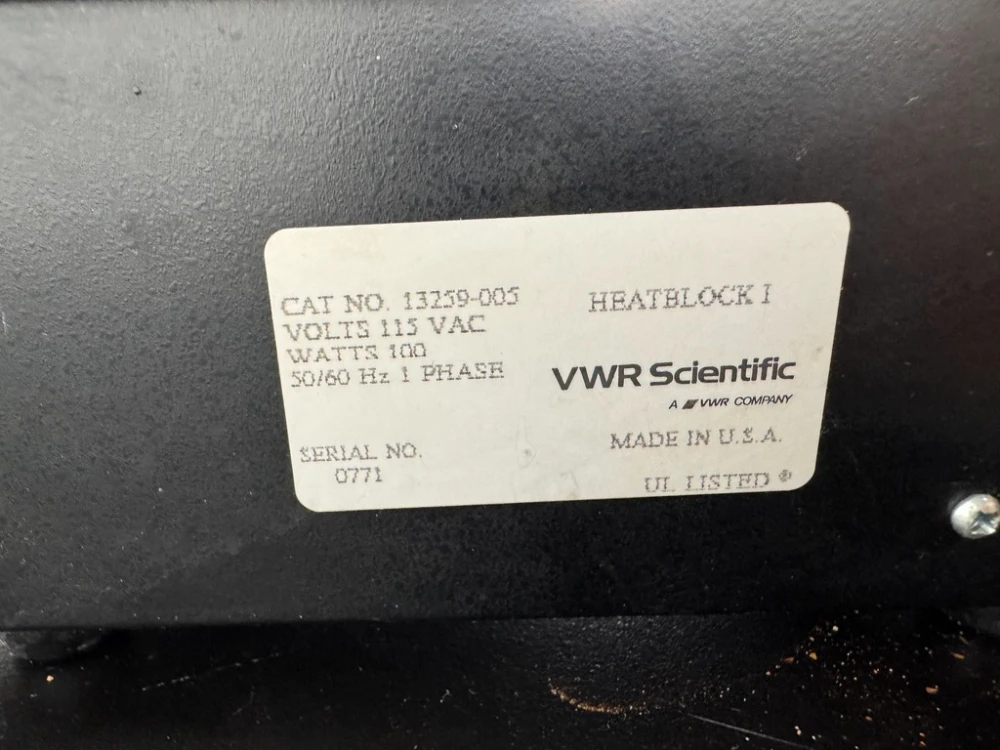 CAT NO. 13259-005
VOLTS 115 VAC
WATTS 100
50/60 Hz 1 PHASE
SERIAL NO.
0771
HEATBLOCK I
VWR Scientific
A VWR COMPANY
MADE IN U.S.A.
UL LISTED ®